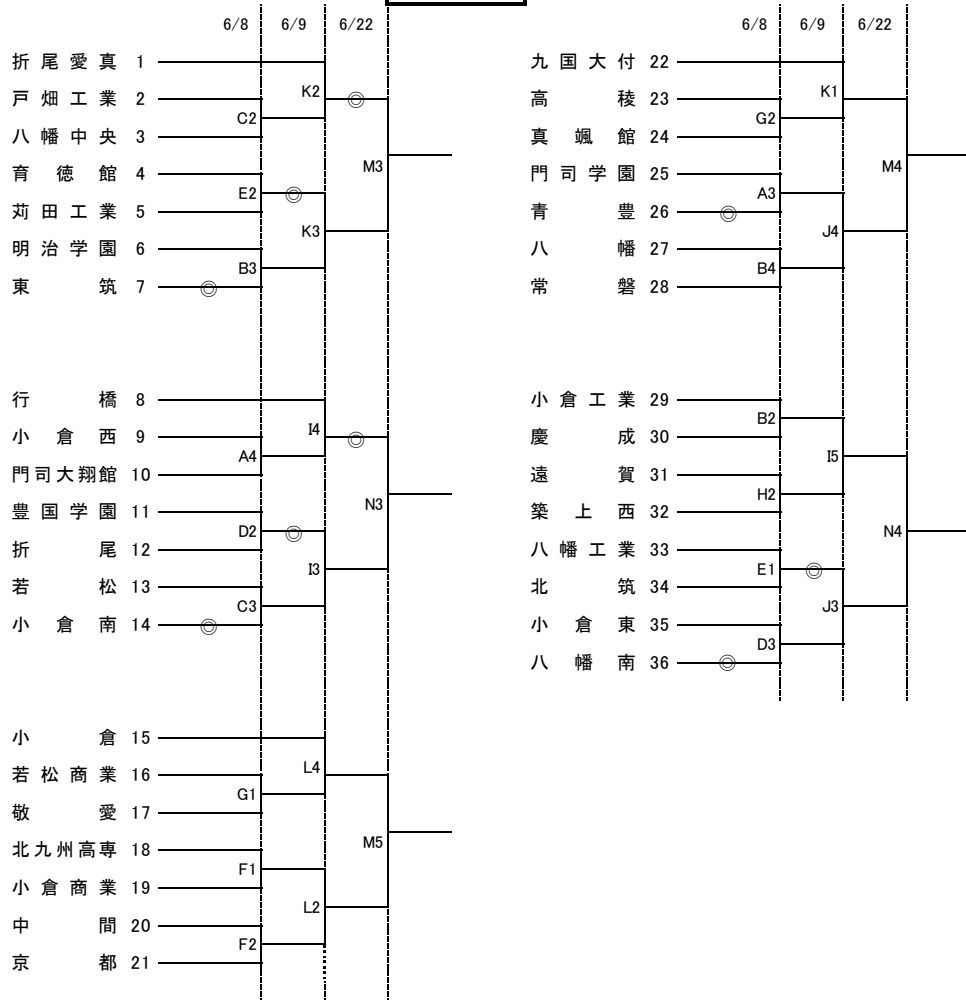 6/8 6/9 6/22
折尾愛真 1
K2 ◎
戸畑工業 2
C2
八幡中央 3
M3
育徳館 4
E2 ◎
苅田工業 5
K3
明治学園 6
B3
東筑 7 ◎
行橋 8
I4 ◎
小倉西 9
A4
門司大翔館 10
N3
豊国学園 11
D2 ◎
折尾 12
I3
若松 13
C3
小倉南 14 ◎
小倉 15
L4
若松商業 16
G1
敬愛 17
M5
北九州高専 18
F1
小倉商業 19
L2
中間 20
F2
京都 21
6/8 6/9 6/22
九国大付 22
K1
高稜 23
G2
真颯館 24
M4
門司学園 25
A3
青豊 26 ◎
J4
八幡 27
B4
常磐 28
小倉工業 29
B2
慶成 30
I5
遠賀 31
H2
築上西 32
N4
八幡工業 33
E1 ◎
北筑 34
J3
小倉東 35
D3
八幡南 36 ◎